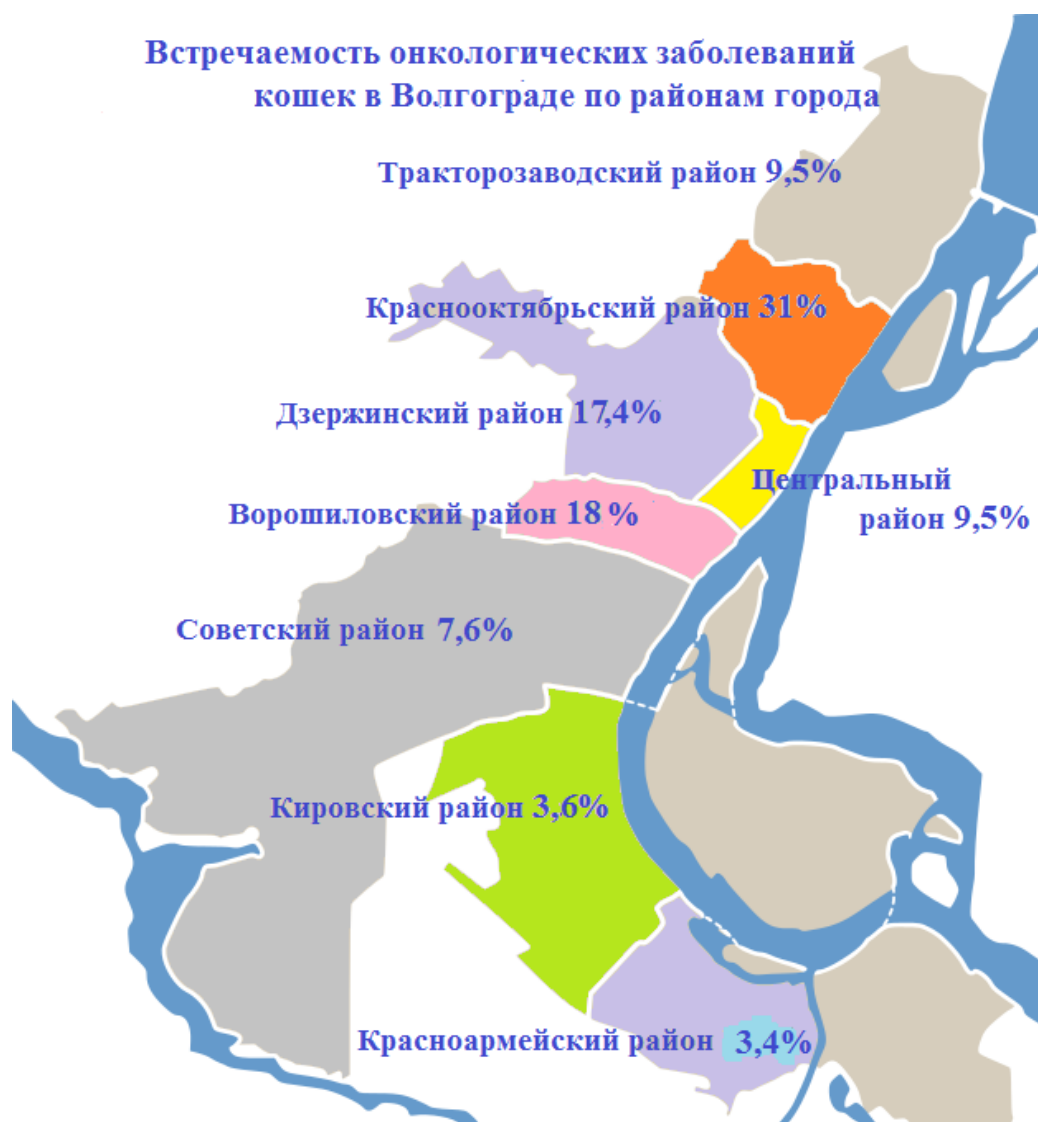 Встречаемость онкологических заболеваний
кошек в Волгограде по районам города
Тракторозаводский район 9,5%
Краснооктябрьский район 31%
Дзержинский район 17,4%
Центральный
район 9,5%
Ворошиловский район 18 %
Советский район 7,6%
Кировский район 3,6%
Красноармейский район 3,4%